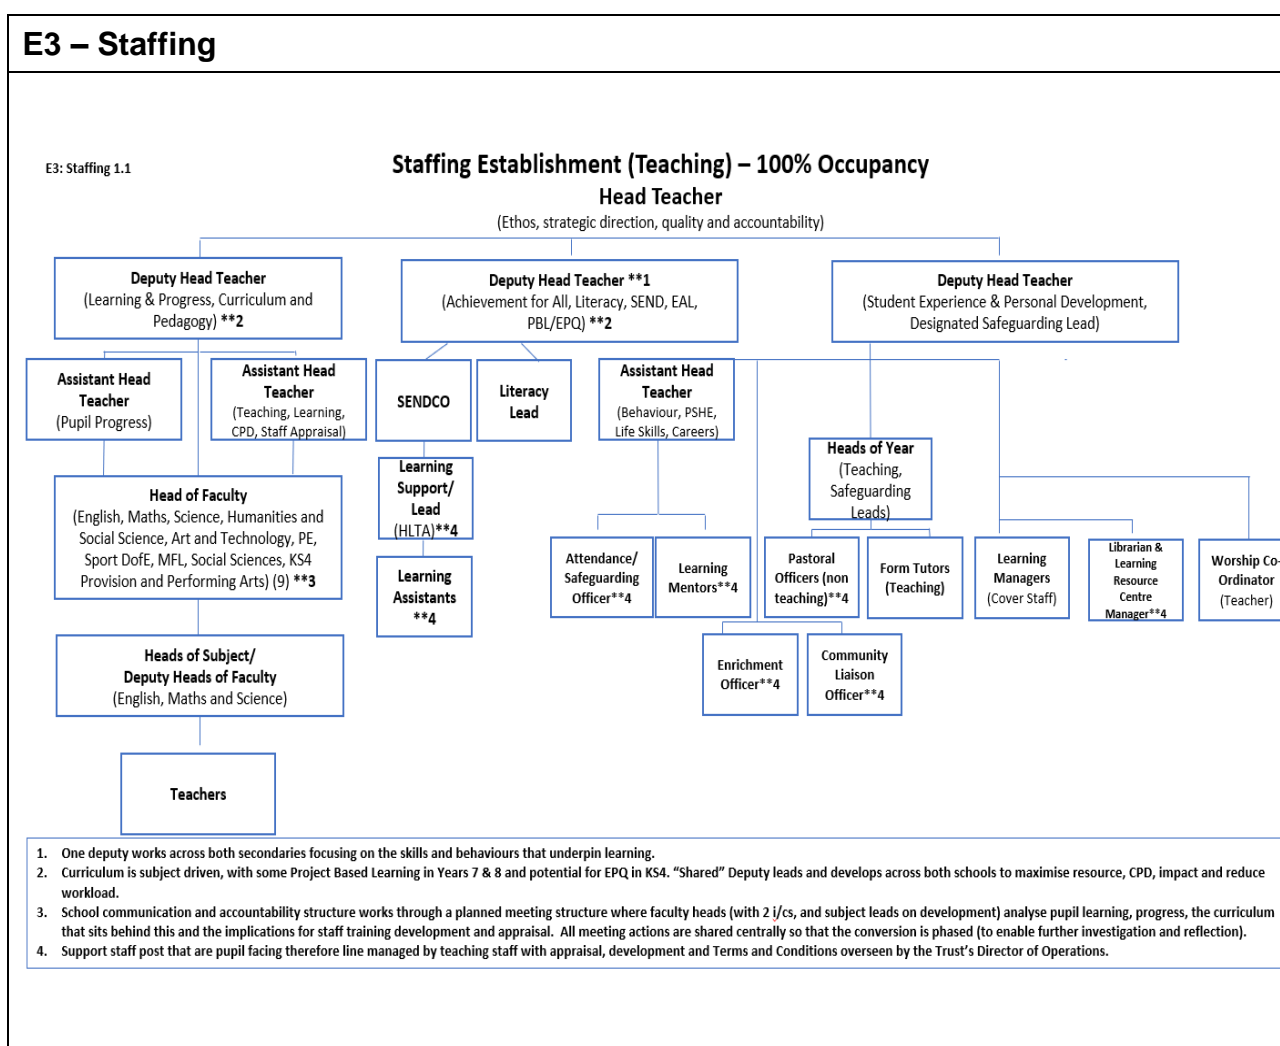 E3 – Staffing
E3: Staffing 1.1
Staffing Establishment (Teaching) – 100% Occupancy
Head Teacher
(Ethos, strategic direction, quality and accountability)
Deputy Head Teacher
(Learning & Progress, Curriculum and
Pedagogy) **2
Deputy Head Teacher **1
(Achievement for All, Literacy, SEND, EAL,
PBL/EPQ) **2
Deputy Head Teacher
(Student Experience & Personal Development,
Designated Safeguarding Lead)
Assistant Head
Teacher
(Pupil Progress)
Assistant Head
Teacher
(Teaching, Learning,
CPD, Staff Appraisal)
SENDCO
Literacy
Lead
Assistant Head
Teacher
(Behaviour, PSHE,
Life Skills, Careers)
Heads of Year
(Teaching,
Safeguarding
Leads)
Head of Faculty
(English, Maths, Science, Humanities and
Social Science, Art and Technology, PE,
Sport DofE, MFL, Social Sciences, KS4
Provision and Performing Arts) (9) **3
Learning
Support/
Lead
(HLTA)**4
Learning
Assistants
**4
Attendance/
Safeguarding
Officer**4
Learning
Mentors**4
Pastoral
Officers (non
teaching)**4
Form Tutors
(Teaching)
Learning
Managers
(Cover Staff)
Librarian &
Learning
Resource
Centre
Manager**4
Worship Co-
Ordinator
(Teacher)
Enrichment
Officer**4
Community
Liaison
Officer**4
Heads of Subject/
Deputy Heads of Faculty
(English, Maths and Science)
Teachers
1. One deputy works across both secondaries focusing on the skills and behaviours that underpin learning.
2. Curriculum is subject driven, with some Project Based Learning in Years 7 & 8 and potential for EPQ in KS4. “Shared” Deputy leads and develops across both schools to maximise resource, CPD, impact and reduce
workload.
3. School communication and accountability structure works through a planned meeting structure where faculty heads (with 2 i/cs, and subject leads on development) analyse pupil learning, progress, the curriculum
that sits behind this and the implications for staff training development and appraisal. All meeting actions are shared centrally so that the conversion is phased (to enable further investigation and reflection).
4. Support staff post that are pupil facing therefore line managed by teaching staff with appraisal, development and Terms and Conditions overseen by the Trust’s Director of Operations.